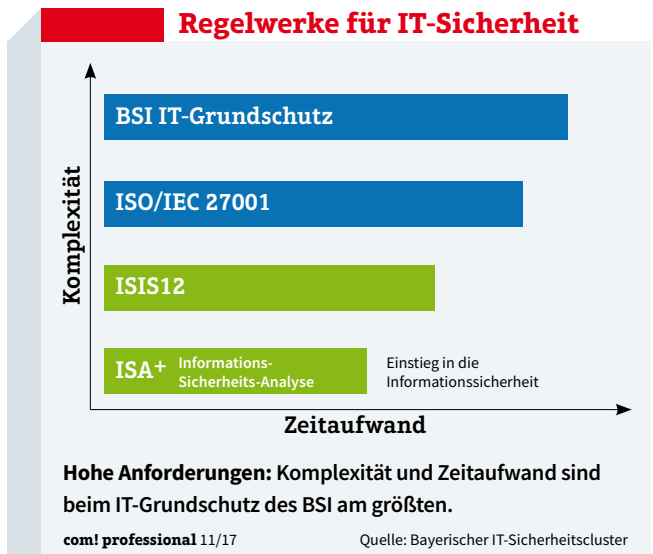 Regelwerke für IT-Sicherheit
Komplexität
BSI IT-Grundschutz
ISO/IEC 27001
ISIS12
ISA+ Informations-
Sicherheits-Analyse
Einstieg in die
Informationssicherheit
Zeitaufwand
Hohe Anforderungen: Komplexität und Zeitaufwand sind
beim IT-Grundschutz des BSI am größten.
com! professional 11/17
Quelle: Bayerischer IT-Sicherheitscluster